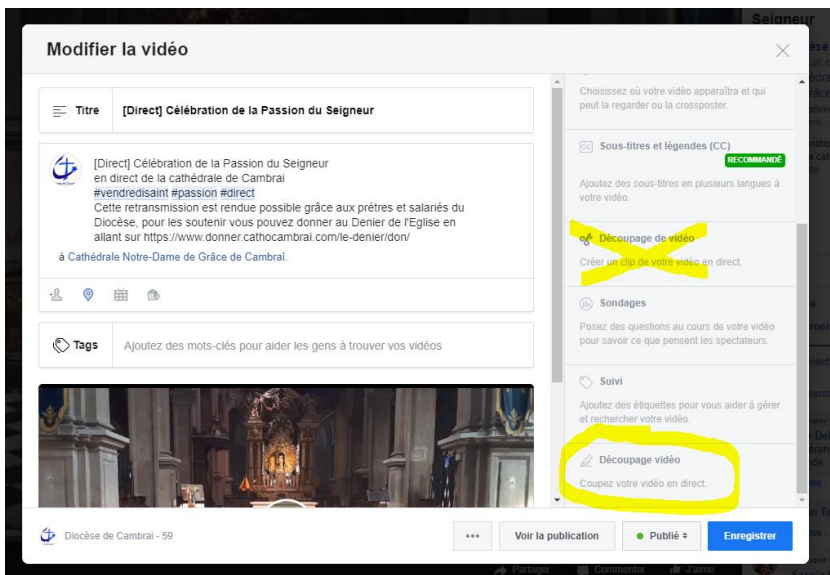 Seigneur
Modifier la vidéo
Titre
[Direct] Célébration de la Passion du Seigneur
[Direct] Célébration de la Passion du Seigneur
en direct de la cathédrale de Cambrai
#vendredisaint #passion #direct
Cette retransmission est rendue possible grâce aux prétres et salariés du
Diocèse, pour les soutenir vous pouvez donner au Denier de l'Eglise en
allant sur https://www.donner.cathocambrai.com/le-denier/don/
à Cathédrale Notre-Dame de Grâce de Cambrai.
Tags
Ajoutez des mots-clés pour aider les gens à trouver vos vidéos
Choisissez où votre vidéo apparaîtra et qui
peut la regarder ou la crossposter.
CC
Sous-titres et légendes (CC)
RECOMMANDÉ
Ajoutez des sous-titres en plusieurs langues à
votre vidéo.
Découpage de vidéo
Créer un clip de votre vidéo en direct.
Sondages
Posez des questions au cours de votre vidéo
pour savoir ce que pensent les spectateurs.
Suivi
Ajoutez des étiquettes pour vous aider à gérer
et rechercher votre vidéo.
Découpage vidéo
Coupez votre vidéo en direct.
Diocèse de Cambrai - 59
Voir la publication
Publié
Enregistrer
Partager
Commenter
J'aime